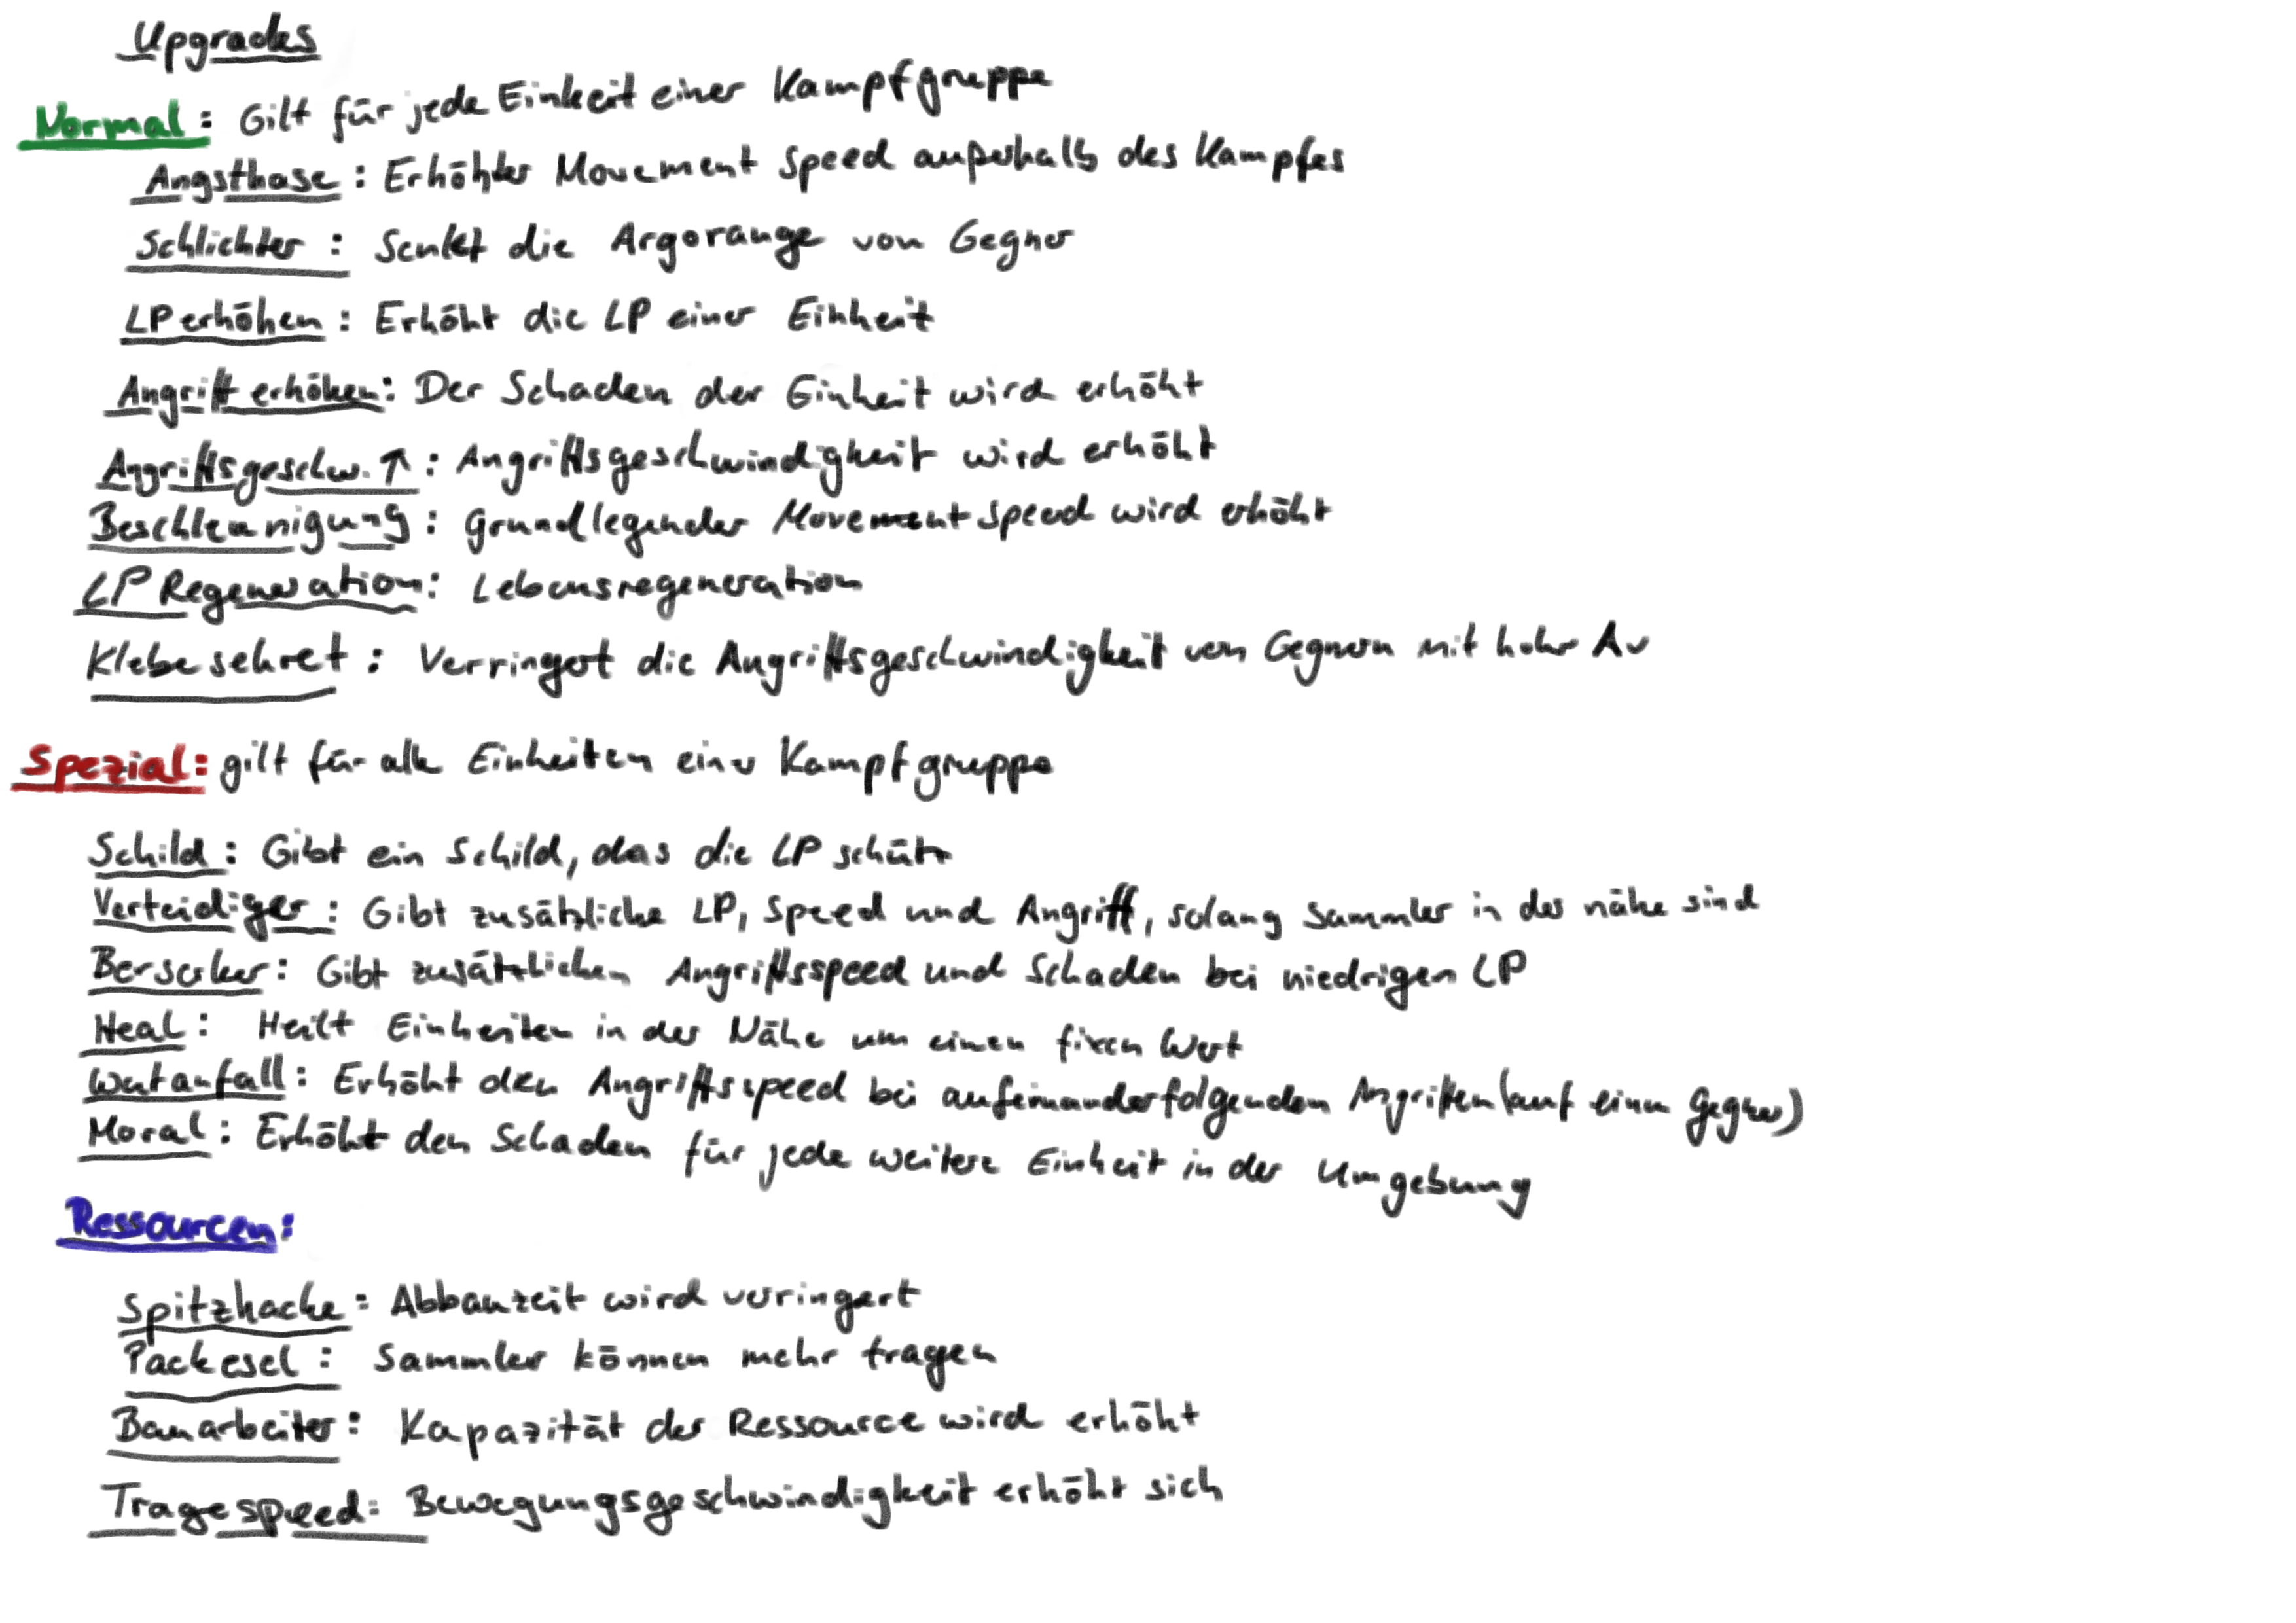 Upgrades
Normal: Gilt für jede Einheit einer Kampfgruppe
Angsthase: Erhöhter Movement Speed außerhalb des Kampfes
Schlichter: Senkt die Argorange von Gegner
LP erhöhen: Erhöht die LP einer Einheit
Angriff erhöhen: Der Schaden der Einheit wird erhöht
Angriffsgeschw. ↑: Angriffsgeschwindigkeit wird erhöht
Beschleunigung: Grundlegender Movement speed wird erhöht
LP Regeneration: Lebensregeneration
Klebesekret: Verringert die Angriffsgeschwindigkeit von Gegnern mit hoher Av
Spezial: gilt für alle Einheiten einer Kampfgruppe
Schild: Gibt ein Schild, das die LP schützt
Verteidiger: Gibt zusätzliche LP, Speed und Angriff, solang Sammler in der nähe sind
Berserker: Gibt zusätzlichen Angriffsspeed und Schaden bei niedrigen LP
Heal: Heilt Einheiten in der Nähe um einen fixen Wert
Wutanfall: Erhöht den Angriffsspeed bei aufeinanderfolgenden Angriffen (auf einen Gegner)
Moral: Erhöht den Schaden für jede weitere Einheit in der Umgebung
Ressourcen:
Spitzhacke: Abbauzeit wird veringert
Packesel: Sammler können mehr tragen
Bauarbeiter: Kapazität der Ressource wird erhöht
Tragespeed: Bewegungsgeschwindigkeit erhöht sich